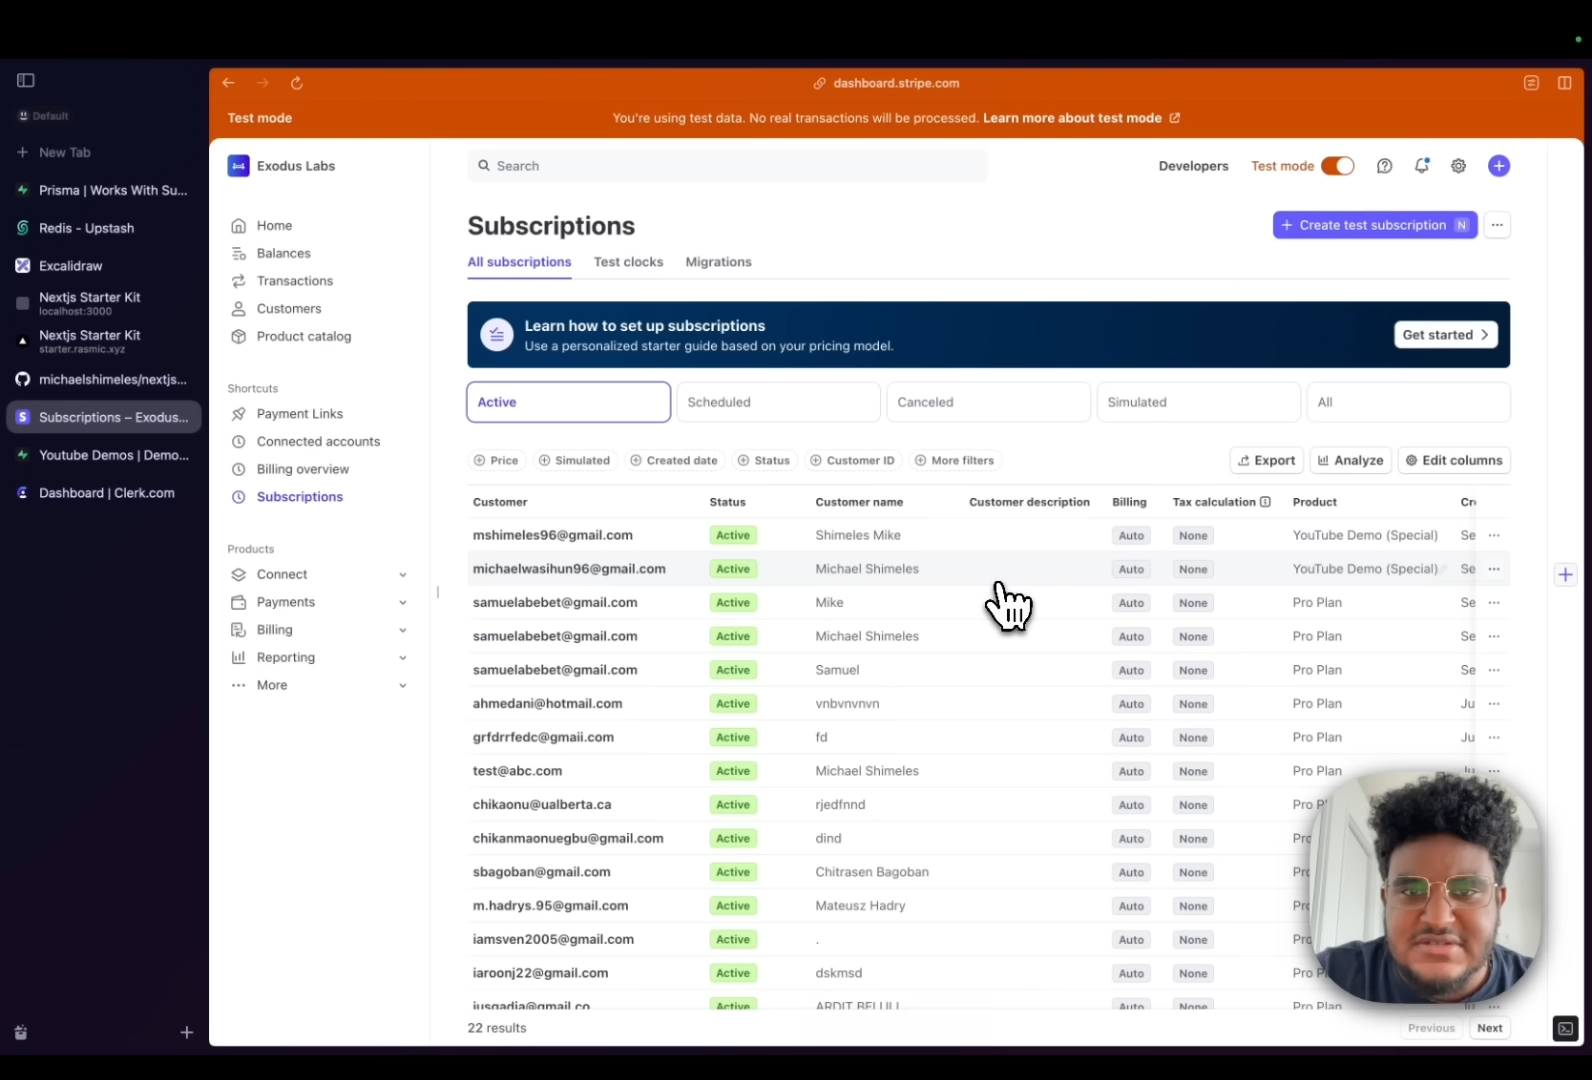 Default
New Tab
Prisma | Works With Su...
Redis - Upstash
Excalidraw
Nextjs Starter Kit
localhost:3000
Nextjs Starter Kit
starter.rasmic.xyz
michaelshimeles/nextjs...
Subscriptions – Exodus...
Youtube Demos | Demo...
Dashboard | Clerk.com
dashboard.stripe.com
Test mode
You're using test data. No real transactions will be processed. Learn more about test mode
Exodus Labs
Search
Developers
Test mode
Home
Balances
Transactions
Customers
Product catalog
Shortcuts
Payment Links
Connected accounts
Billing overview
Subscriptions
Products
Connect
Payments
Billing
Reporting
More
Subscriptions
Create test subscription N
All subscriptions Test clocks Migrations
Learn how to set up subscriptions
Use a personalized starter guide based on your pricing model.
Get started
Active Scheduled Canceled Simulated All
Price Simulated Created date Status Customer ID More filters
Export Analyze Edit columns
Customer Status Customer name Customer description Billing Tax calculation Product
mshimeles96@gmail.com Active Shimeles Mike Auto None YouTube Demo (Special) Se
michaelwasihun96@gmail.com Active Michael Shimeles Auto None YouTube Demo (Special) Se
samuelabebet@gmail.com Active Mike Auto None Pro Plan Se
samuelabebet@gmail.com Active Michael Shimeles Auto None Pro Plan Se
samuelabebet@gmail.com Active Samuel Auto None Pro Plan Se
ahmedani@hotmail.com Active vnbvnvnvn Auto None Pro Plan Ju
grfdrrfedc@gmaii.com Active fd Auto None Pro Plan Ju
test@abc.com Active Michael Shimeles Auto None Pro Plan
chikaonu@ualberta.ca Active rjedfnnd Auto None
chikanmaonuegbu@gmail.com Active dind Auto None
sbagoban@gmail.com Active Chitrasen Bagoban Auto None
m.hadrys.95@gmail.com Active Mateusz Hadry Auto None
iamsven2005@gmail.com Active . Auto None
iaroonj22@gmail.com Active dskmsd Auto None
Active Auto None
22 results
Previous Next